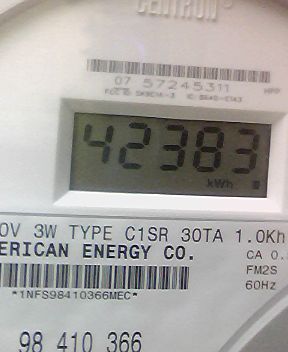 CENTRON®
07 57245311
HPP
42383
kWh
0V 3W TYPE C1SR 30TA 1.0Kh
ERICAN ENERGY CO.
CA 0.
FM2S
*1NFS98410366MEC*
60Hz
98 410 366